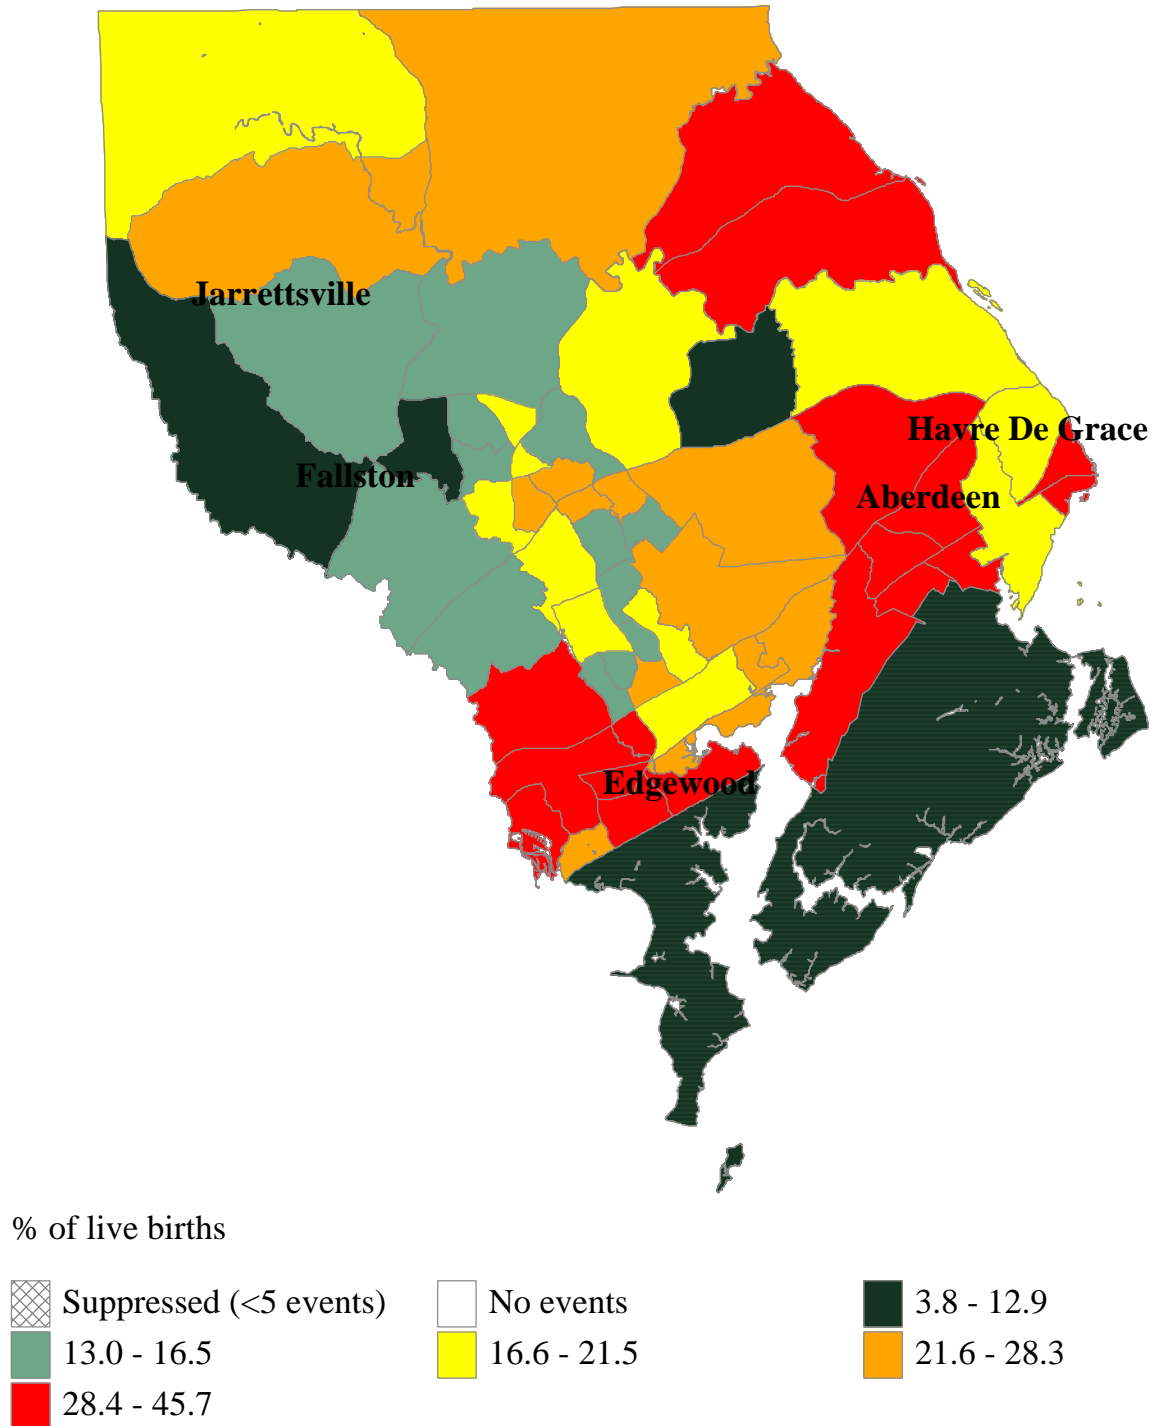 Jarrettsville
Havre De Grace
Fallston
Aberdeen
Edgewood
% of live births
Suppressed (<5 events)
No events
3.8 - 12.9
13.0 - 16.5
16.6 - 21.5
21.6 - 28.3
28.4 - 45.7